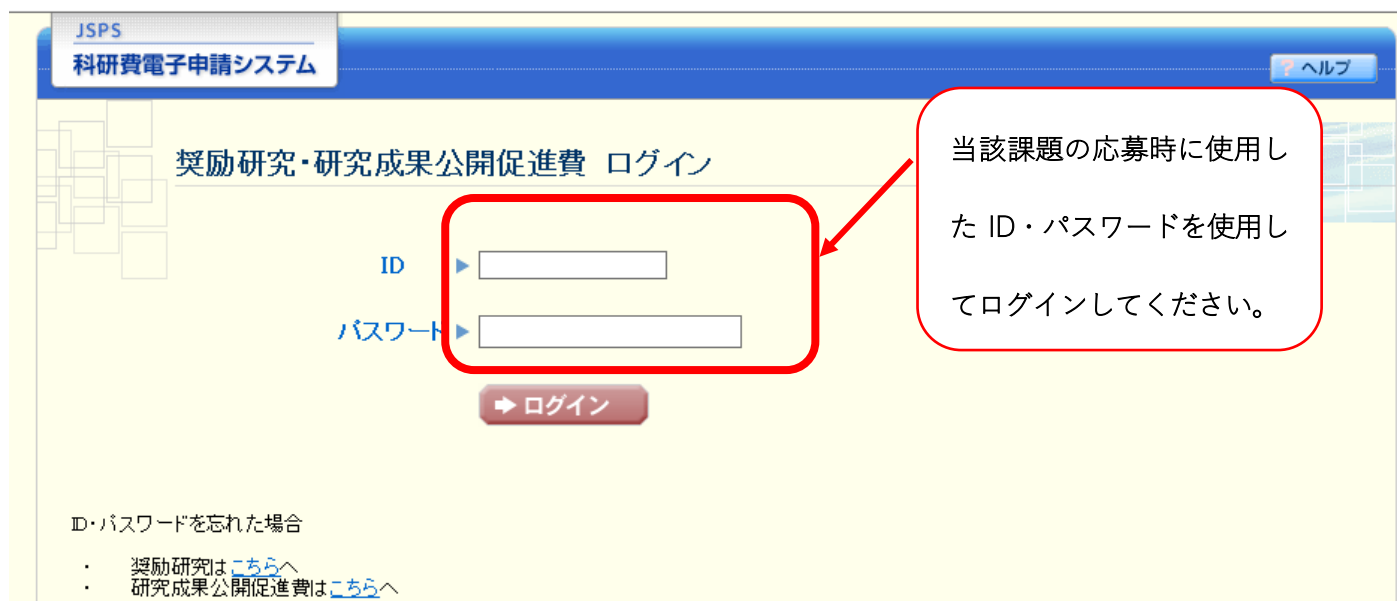 JSPS
科研費電子申請システム
? ヘルプ
奨励研究・研究成果公開促進費 ログイン
当該課題の応募時に使用し
た ID・パスワードを使用し
てログインしてください。
ID
パスワード
ログイン
ID・パスワードを忘れた場合
・ 奨励研究はこちらへ
・ 研究成果公開促進費はこちらへ